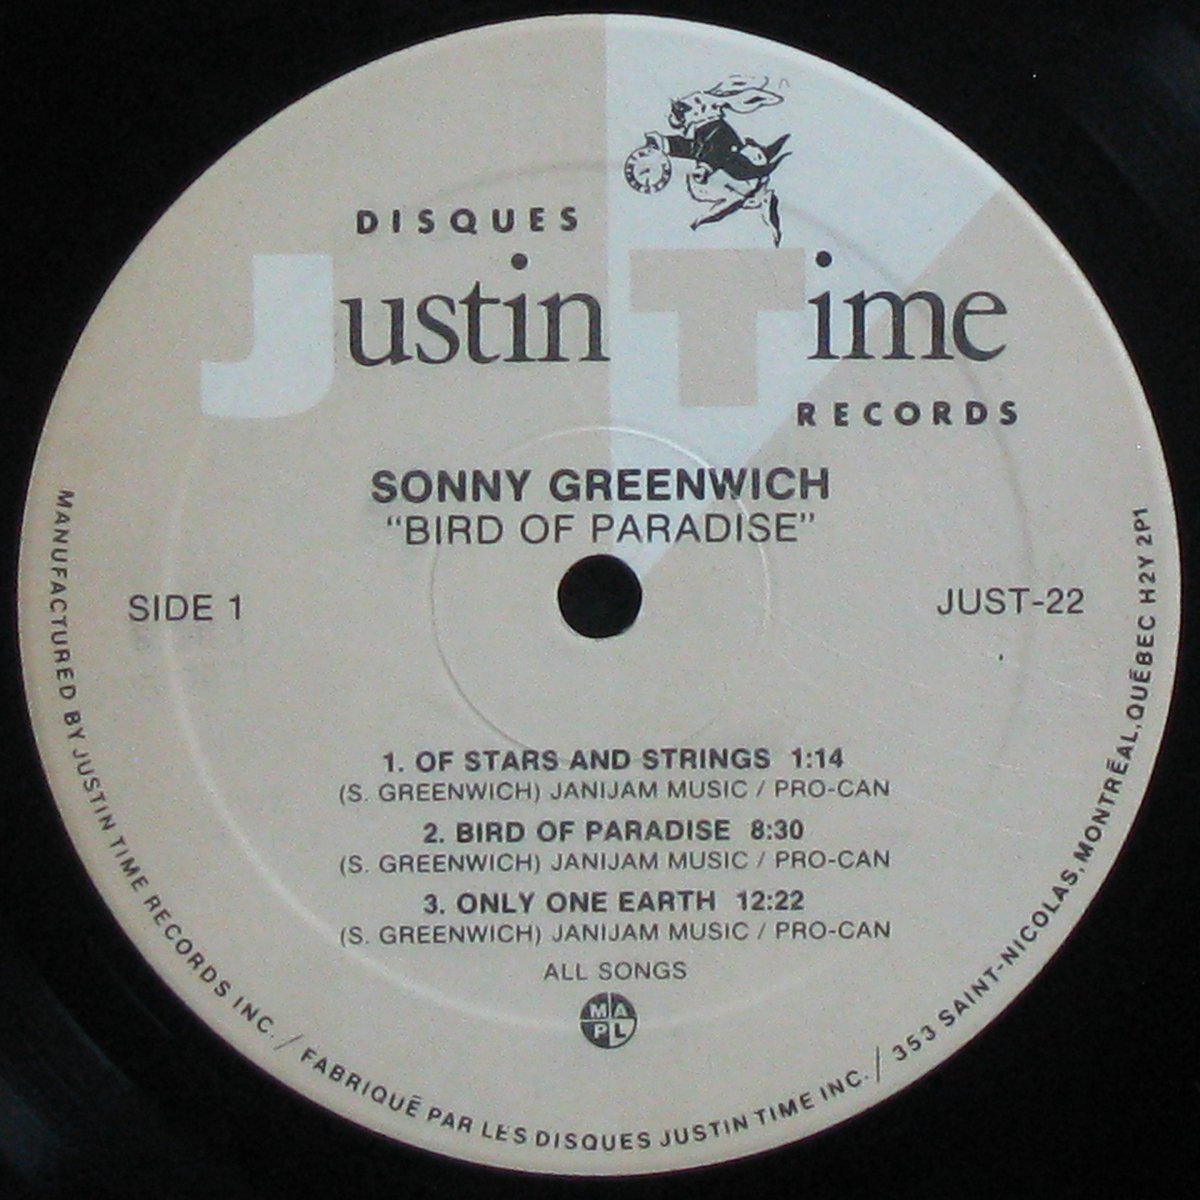 DISQUES
Justin Time
RECORDS
SONNY GREENWICH
"BIRD OF PARADISE"
SIDE 1
JUST-22
1. OF STARS AND STRINGS 1:14
(S. GREENWICH) JANIJAM MUSIC / PRO-CAN
2. BIRD OF PARADISE 8:30
(S. GREENWICH) JANIJAM MUSIC / PRO-CAN
3. ONLY ONE EARTH 12:22
(S. GREENWICH) JANIJAM MUSIC / PRO-CAN
ALL SONGS
MAPL
MANUFACTURED BY JUSTIN TIME RECORDS INC. / FABRIQUÉ PAR LES DISQUES JUSTIN TIME INC. / 353 SAINT-NICOLAS, MONTRÉAL, QUÉBEC H2Y 2P1